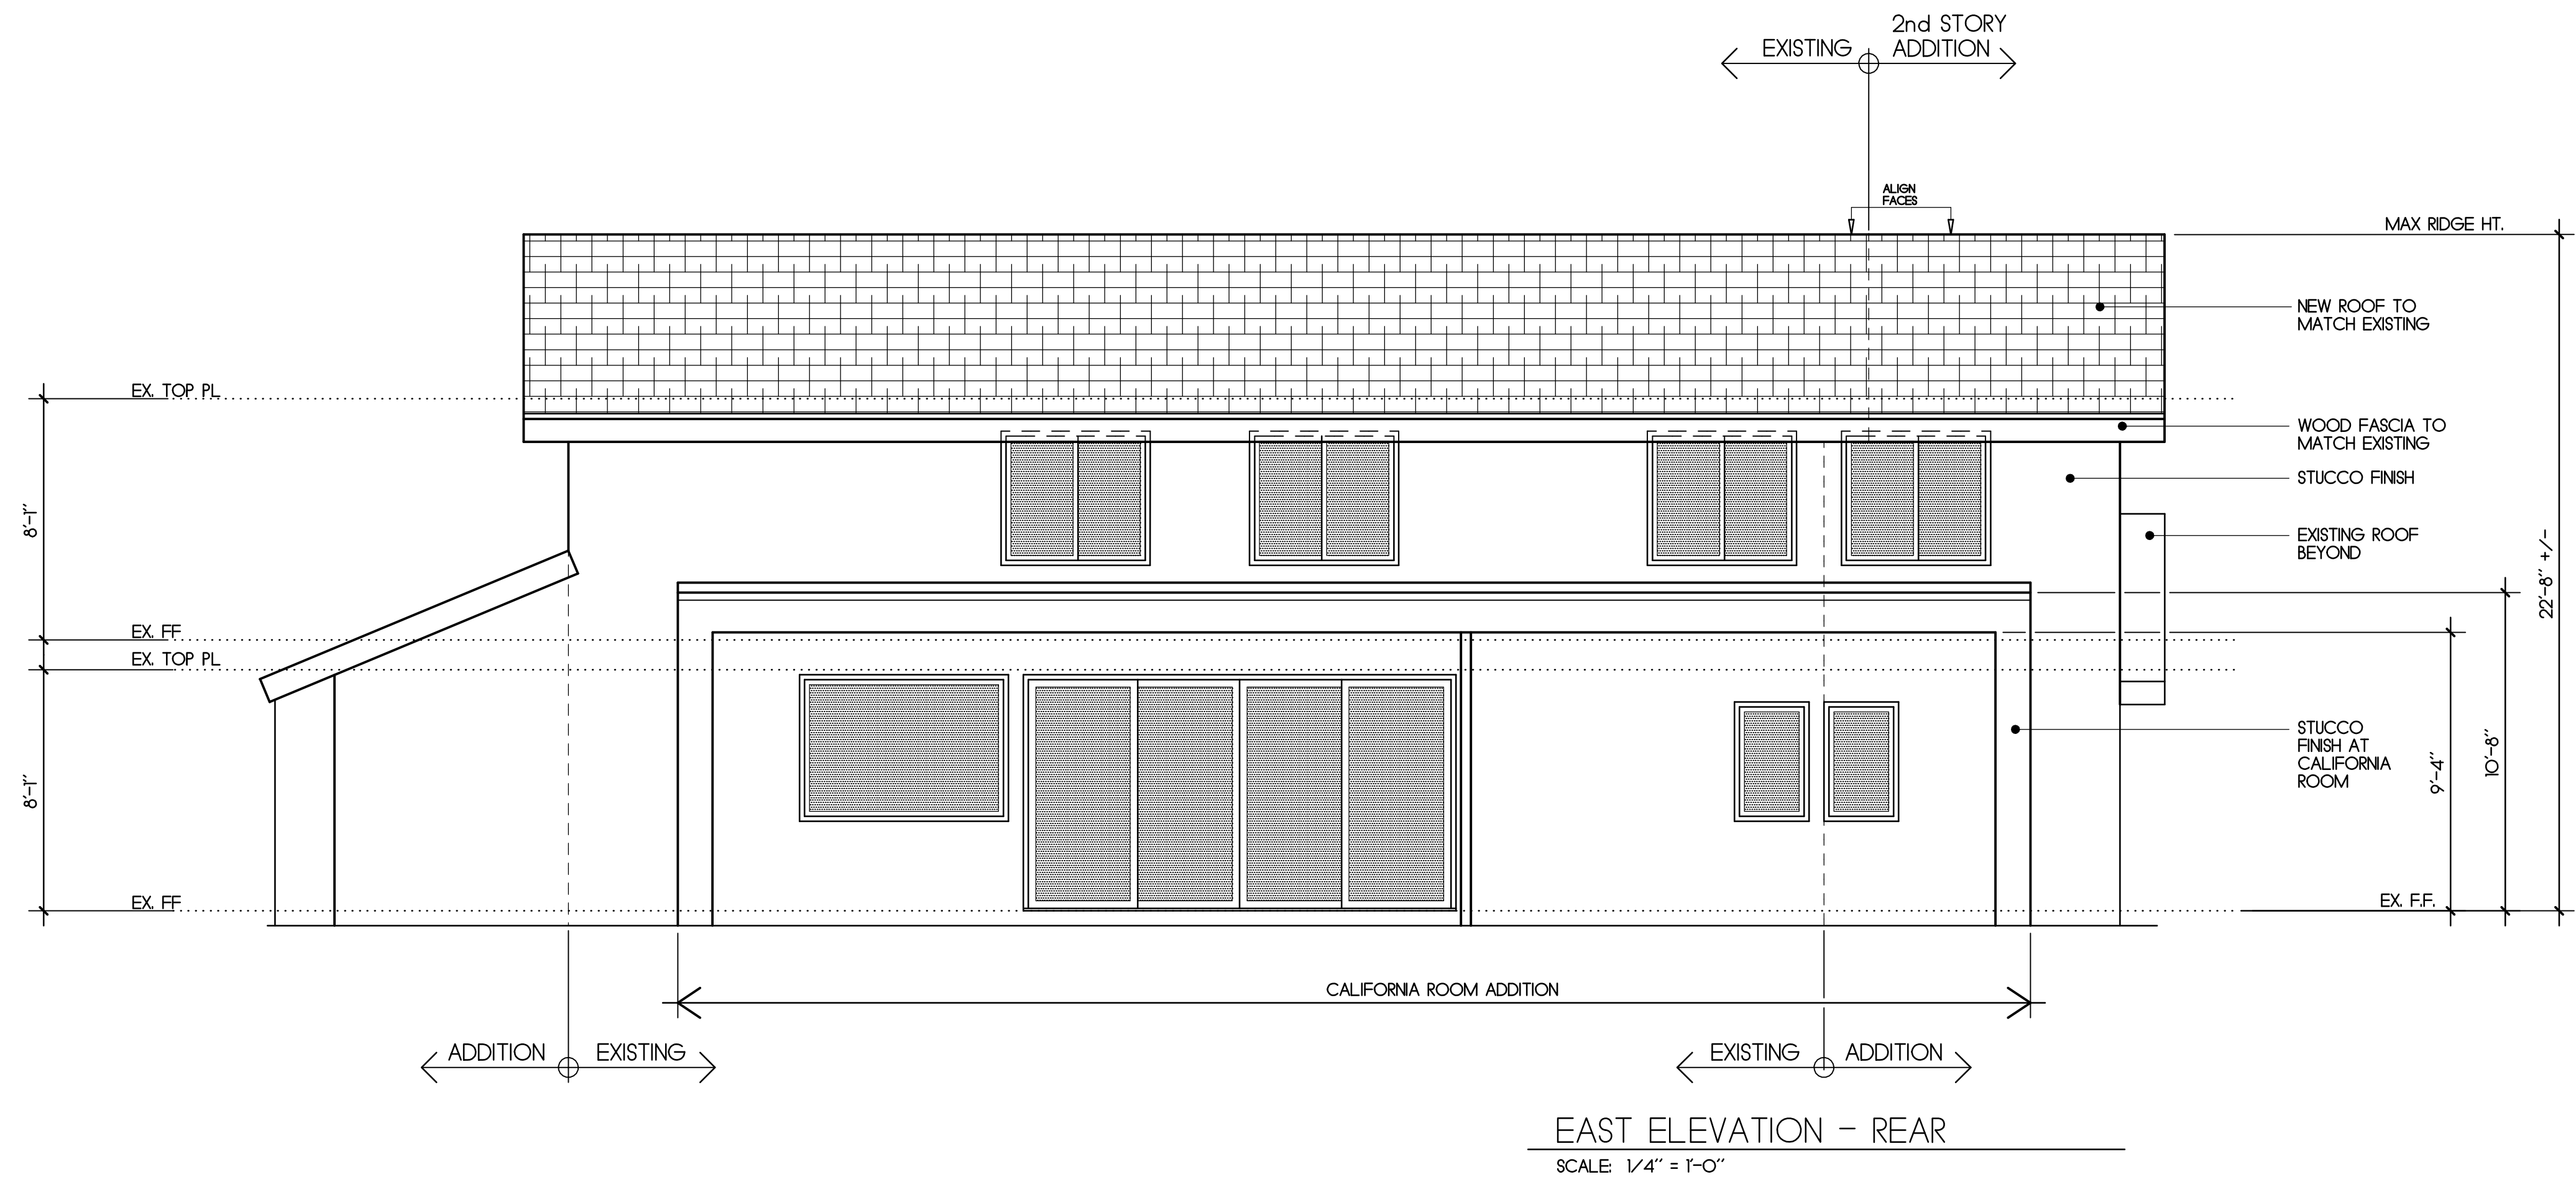 2nd STORY
EXISTING ADDITION
ALIGN
FACES
MAX RIDGE HT.
NEW ROOF TO
MATCH EXISTING
EX. TOP PL
WOOD FASCIA TO
MATCH EXISTING
STUCCO FINISH
8'-1"
EXISTING ROOF
BEYOND
22'-8" +/-
EX. FF
EX. TOP PL
STUCCO
FINISH AT
CALIFORNIA
ROOM
8'-1"
9'-4"
10'-8"
EX. FF
EX. F.F.
CALIFORNIA ROOM ADDITION
ADDITION EXISTING
EXISTING ADDITION
EAST ELEVATION - REAR
SCALE: 1/4" = 1'-0"